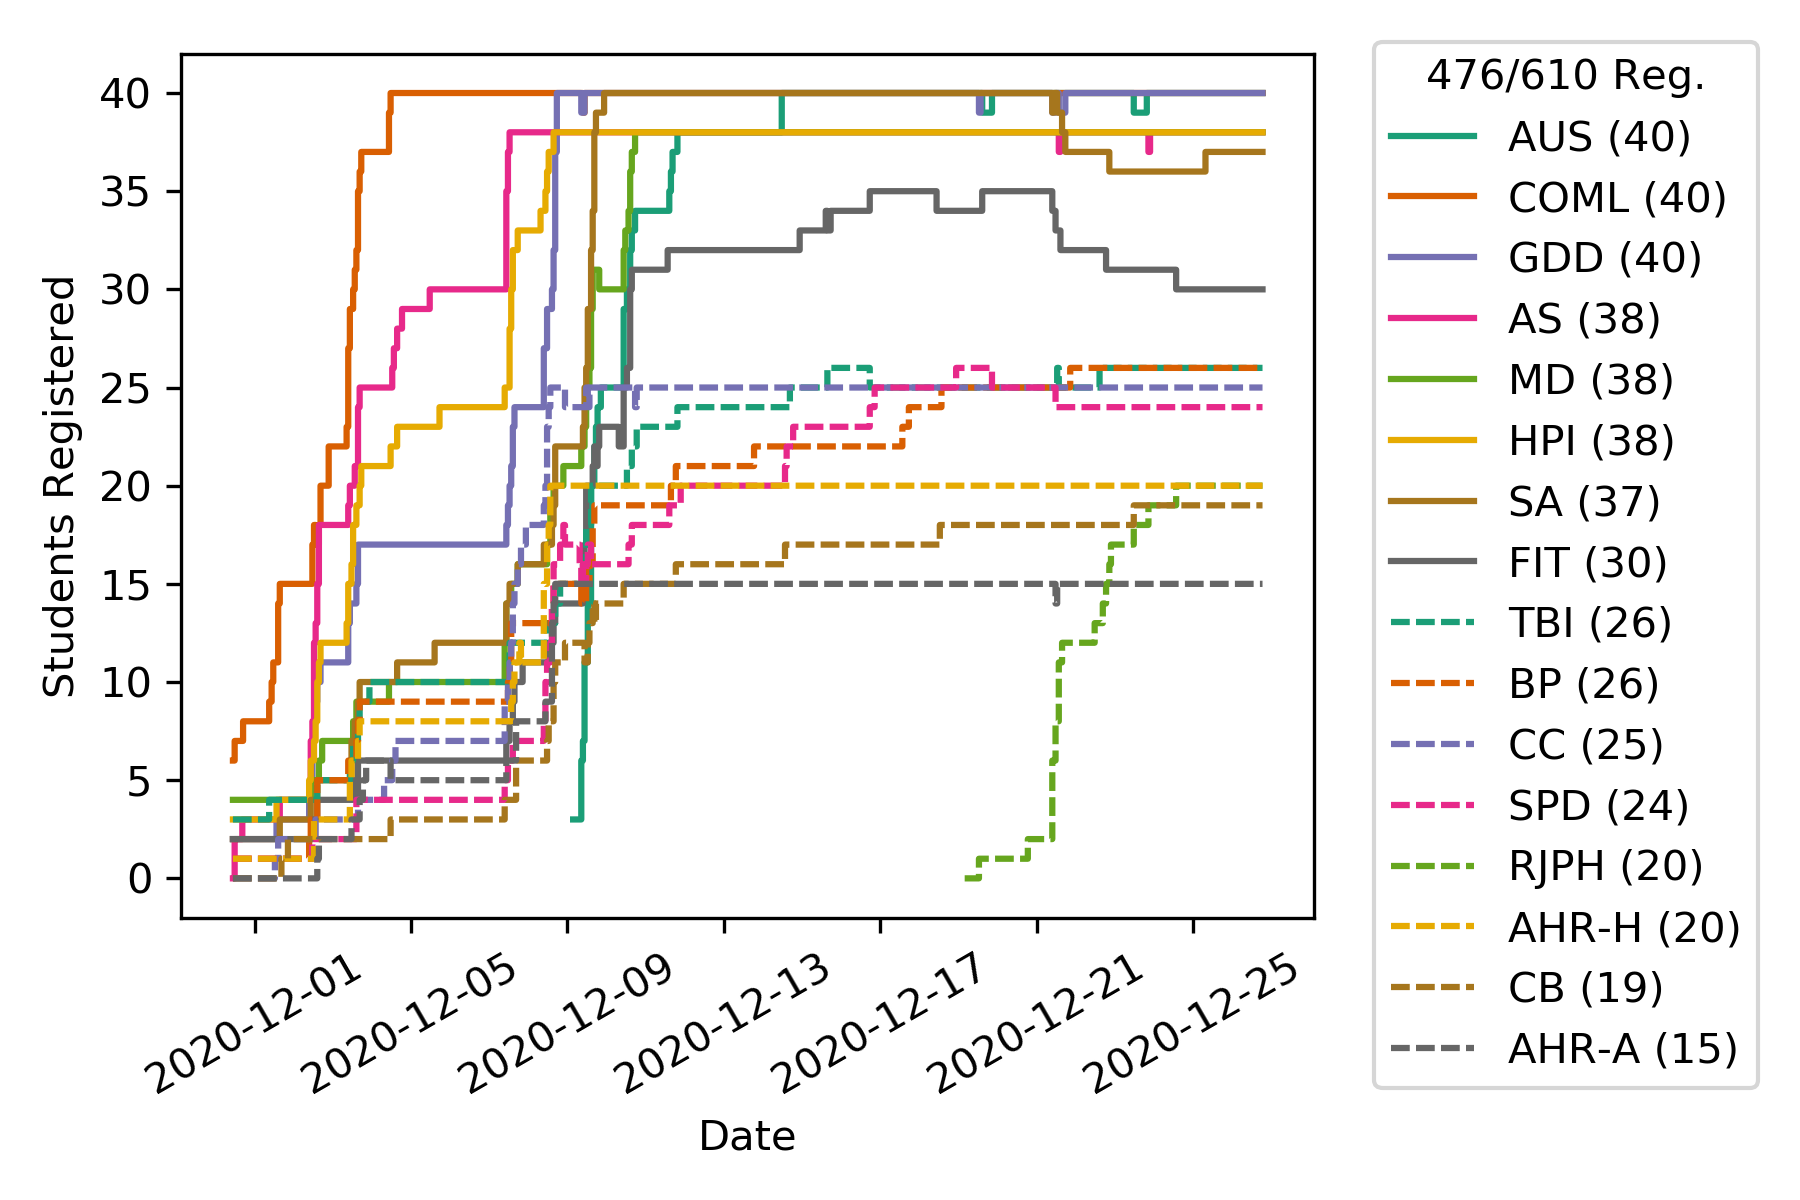 40
35
30
25
20
15
10
5
0
Students Registered
2020-12-01
2020-12-05
2020-12-09
2020-12-13
2020-12-17
2020-12-21
2020-12-25
Date
476/610 Reg.
AUS (40)
COML (40)
GDD (40)
AS (38)
MD (38)
HPI (38)
SA (37)
FIT (30)
TBI (26)
BP (26)
CC (25)
SPD (24)
RJPH (20)
AHR-H (20)
CB (19)
AHR-A (15)